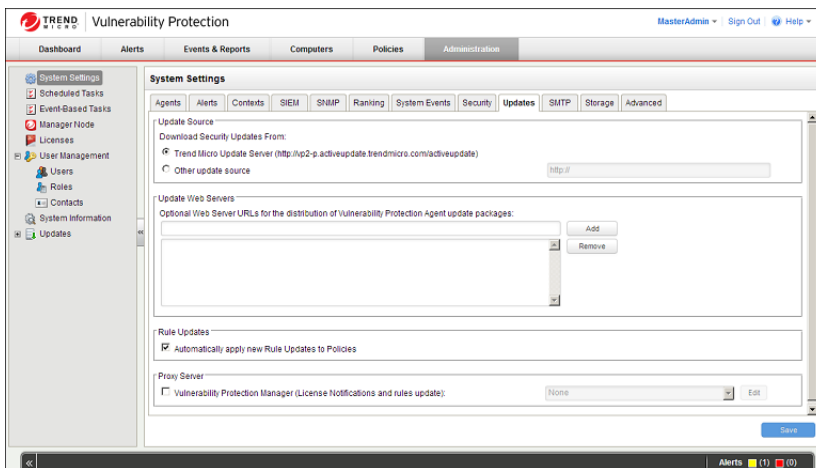 TREND MICRO Vulnerability Protection
MasterAdmin Sign Out Help
Dashboard Alerts Events & Reports Computers Policies Administration
System Settings
Scheduled Tasks
Event-Based Tasks
Manager Node
Licenses
User Management
Users
Roles
Contacts
System Information
Updates
System Settings
Agents Alerts Contexts SIEM SNMP Ranking System Events Security Updates SMTP Storage Advanced
Update Source
Download Security Updates From:
Trend Micro Update Server (http://vp2-p.activeupdate.trendmicro.com/activeupdate)
Other update source http://
Update Web Servers
Optional Web Server URLs for the distribution of Vulnerability Protection Agent update packages:
Add
Remove
Rule Updates
Automatically apply new Rule Updates to Policies
Proxy Server
Vulnerability Protection Manager (License Notifications and rules update): None Edit
Save
Alerts (1) (0)